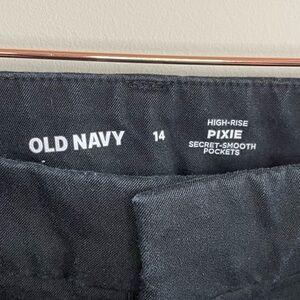 OLD NAVY
14
HIGH-RISE
PIXIE
SECRET-SMOOTH
POCKETS